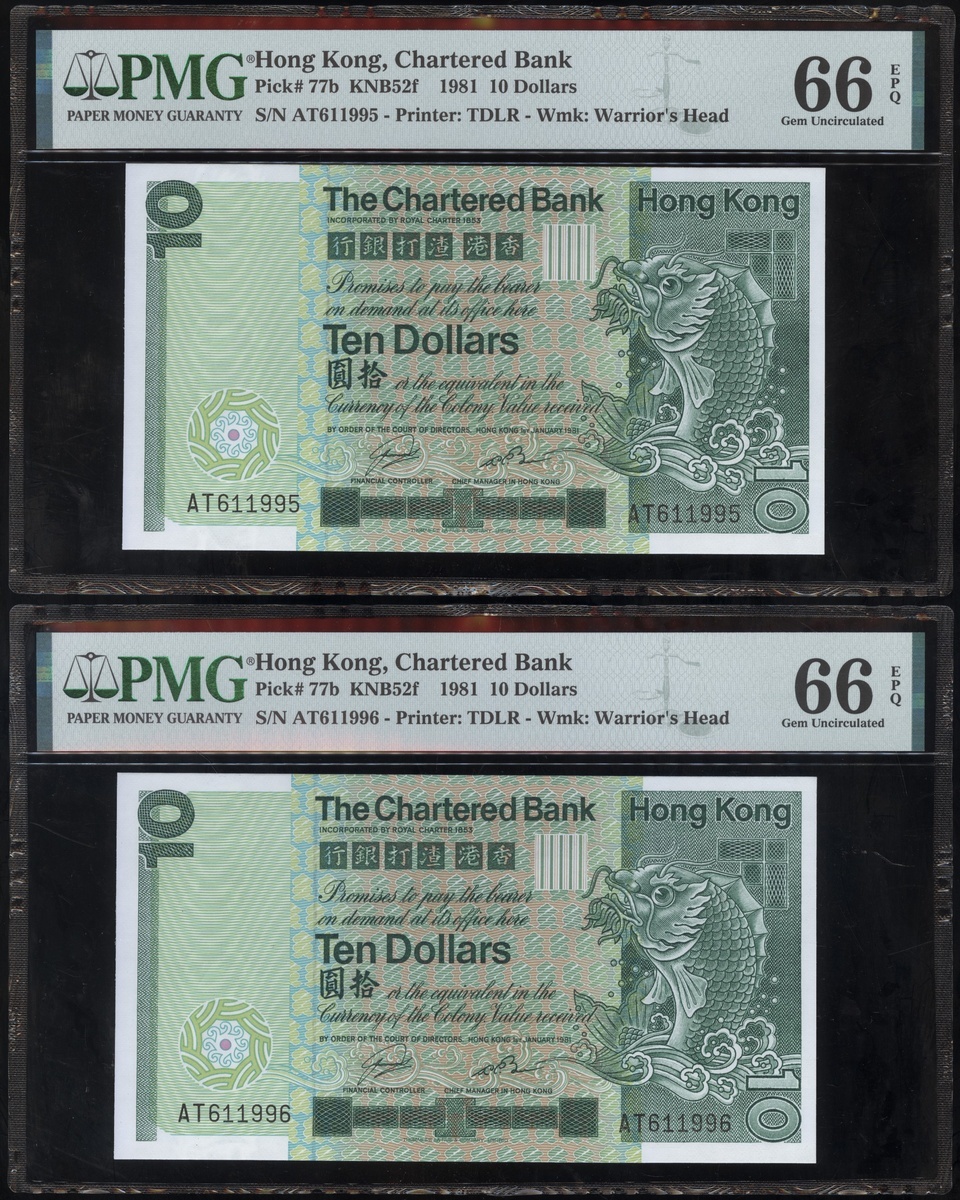 PMG®
PAPER MONEY GUARANTY
Hong Kong, Chartered Bank
Pick# 77b KNB52f 1981 10 Dollars
S/N AT611995 - Printer: TDLR - Wmk: Warrior's Head
66 EPQ
Gem Uncirculated
10
The Chartered Bank
Hong Kong
INCORPORATED BY ROYAL CHARTER 1853
行銀打渣港香
Promises to pay the bearer
on demand at its office here
Ten Dollars
圓拾 or the equivalent in the
Currency of the Colony. Value received
BY ORDER OF THE COURT OF DIRECTORS, HONG KONG 1ST JANUARY 1981
FINANCIAL CONTROLLER
CHIEF MANAGER IN HONG KONG
AT611995
AT611995
10
PMG®
PAPER MONEY GUARANTY
Hong Kong, Chartered Bank
Pick# 77b KNB52f 1981 10 Dollars
S/N AT611996 - Printer: TDLR - Wmk: Warrior's Head
66 EPQ
Gem Uncirculated
10
The Chartered Bank
Hong Kong
INCORPORATED BY ROYAL CHARTER 1853
行銀打渣港香
Promises to pay the bearer
on demand at its office here
Ten Dollars
圓拾 or the equivalent in the
Currency of the Colony. Value received
BY ORDER OF THE COURT OF DIRECTORS, HONG KONG 1ST JANUARY 1981
FINANCIAL CONTROLLER
CHIEF MANAGER IN HONG KONG
AT611996
AT611996
10